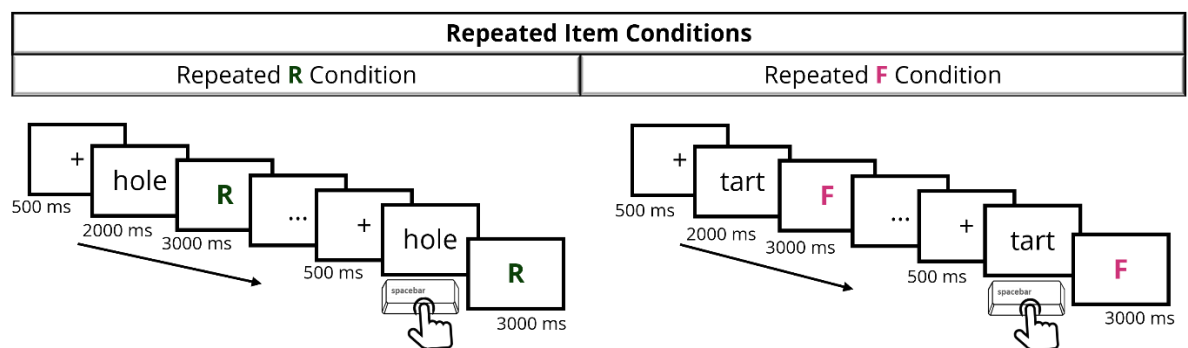 Repeated Item Conditions
Repeated R Condition
Repeated F Condition
+
500 ms
hole
2000 ms
R
3000 ms
...
+
500 ms
hole
spacebar
R
3000 ms
+
500 ms
tart
2000 ms
F
3000 ms
...
+
500 ms
tart
spacebar
F
3000 ms